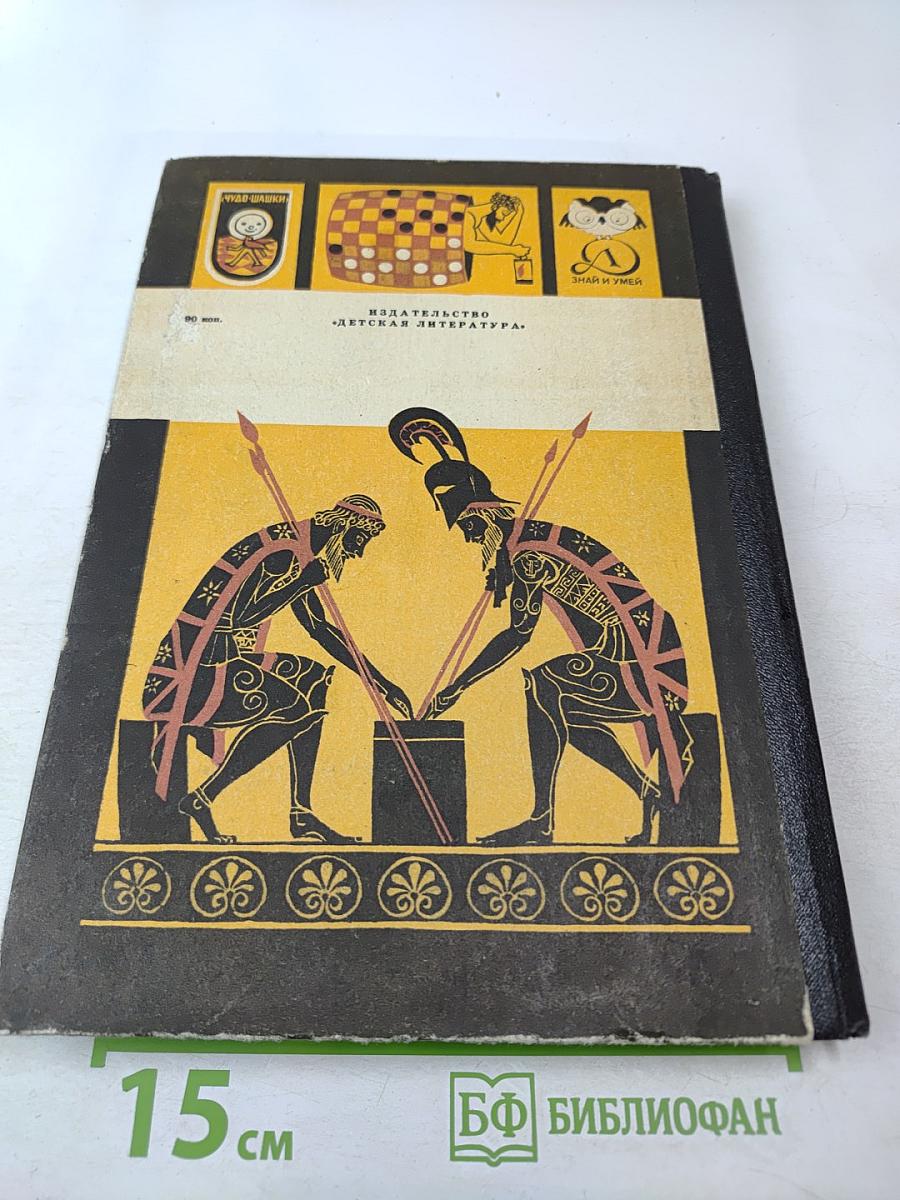 ЧУДО-ШАШКИ
ЗНАЙ И УМЕЙ
90 коп.
ИЗДАТЕЛЬСТВО
«ДЕТСКАЯ ЛИТЕРАТУРА»
15 см
БФ БИБЛИОФАН